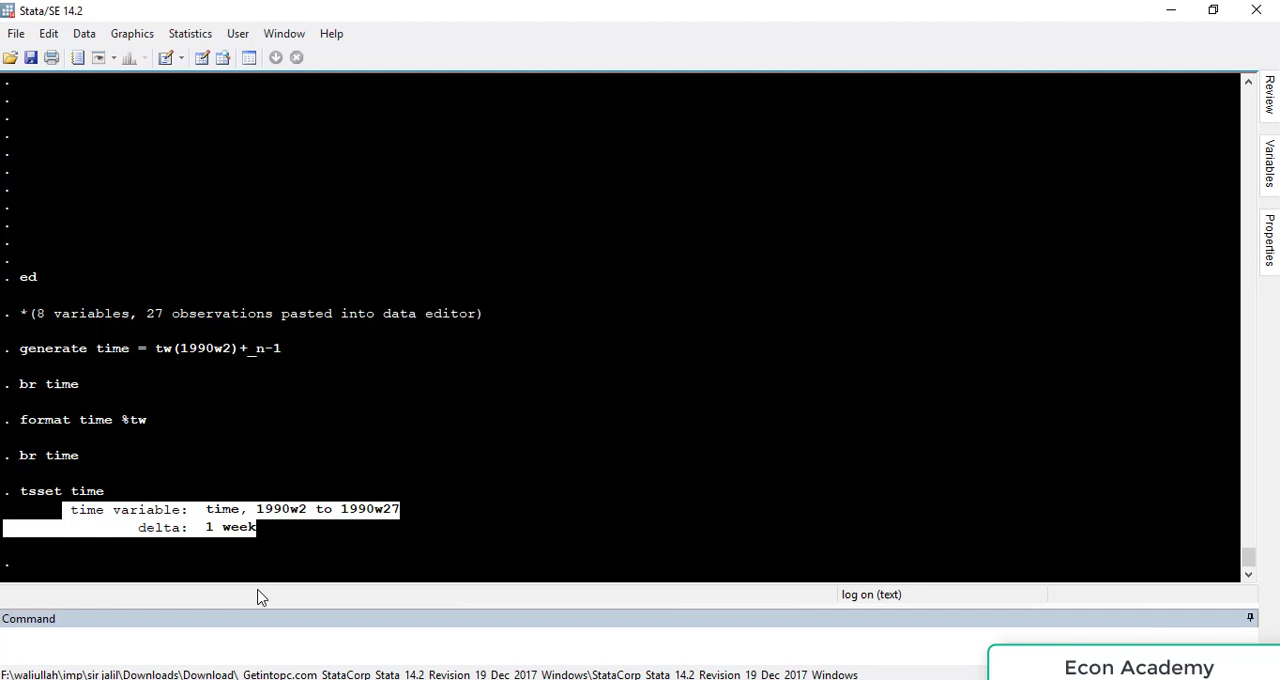 Stata/SE 14.2
File Edit Data Graphics Statistics User Window Help
Review
Variables
Properties
.
.
.
.
.
.
.
.
.
.
.
. ed
. *(8 variables, 27 observations pasted into data editor)
. generate time = tw(1990w2)+_n-1
. br time
. format time %tw
. br time
. tsset time
time variable: time, 1990w2 to 1990w27
delta: 1 week
.
log on (text)
Command
F:\waliullah\imp\sir jalil\Downloads\Download\_Getintopc.com_StataCorp_Stata_14.2_Revision_19_Dec_2017_Windows\StataCorp_Stata_14.2_Revision_19_Dec_2017_Windows
Econ Academy